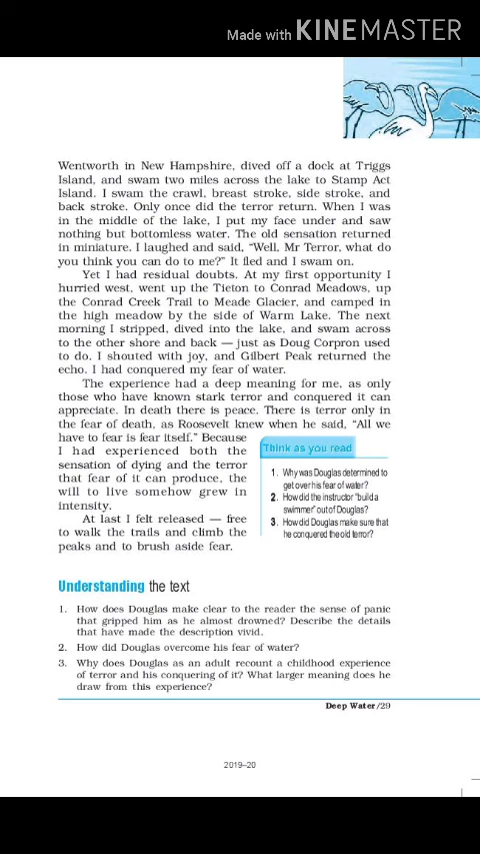 Made with KINEMASTER
Wentworth in New Hampshire, dived off a dock at Triggs
Island, and swam two miles across the lake to Stamp Act
Island. I swam the crawl, breast stroke, side stroke, and
back stroke. Only once did the terror return. When I was
in the middle of the lake, I put my face under and saw
nothing but bottomless water. The old sensation returned
in miniature. I laughed and said, “Well, Mr Terror, what do
you think you can do to me?” It fled and I swam on.
Yet I had residual doubts. At my first opportunity I
hurried west, went up the Tieton to Conrad Meadows, up
the Conrad Creek Trail to Meade Glacier, and camped in
the high meadow by the side of Warm Lake. The next
morning I stripped, dived into the lake, and swam across
to the other shore and back — just as Doug Corpron used
to do. I shouted with joy, and Gilbert Peak returned the
echo. I had conquered my fear of water.
The experience had a deep meaning for me, as only
those who have known stark terror and conquered it can
appreciate. In death there is peace. There is terror only in
the fear of death, as Roosevelt knew when he said, “All we
have to fear is fear itself.” Because
I had experienced both the
sensation of dying and the terror
that fear of it can produce, the
will to live somehow grew in
intensity.
At last I felt released — free
to walk the trails and climb the
peaks and to brush aside fear.
Think as you read
1. Why was Douglas determined to
get over his fear of water?
2. How did the instructor “build a
swimmer” out of Douglas?
3. How did Douglas make sure that
he conquered the old terror?
Understanding the text
1. How does Douglas make clear to the reader the sense of panic
that gripped him as he almost drowned? Describe the details
that have made the description vivid.
2. How did Douglas overcome his fear of water?
3. Why does Douglas as an adult recount a childhood experience
of terror and his conquering of it? What larger meaning does he
draw from this experience?
Deep Water/29
2019–20